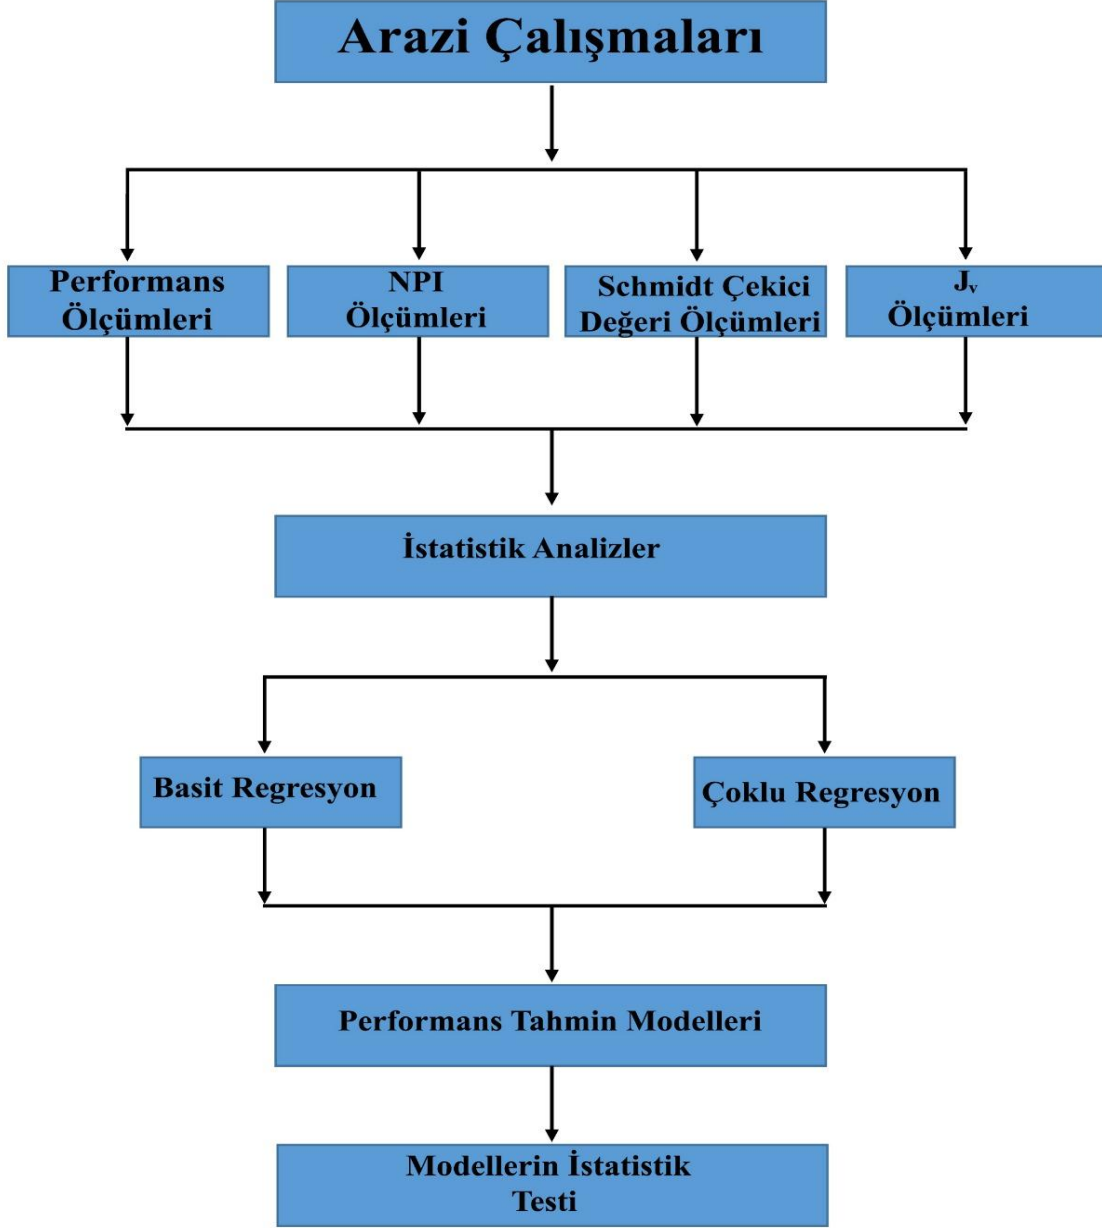 Arazi Çalışmaları
Performans
Ölçümleri
NPI
Ölçümleri
Schmidt Çekici
Değeri Ölçümleri
Jᵥ
Ölçümleri
İstatistik Analizler
Basit Regresyon
Çoklu Regresyon
Performans Tahmin Modelleri
Modellerin İstatistik
Testi